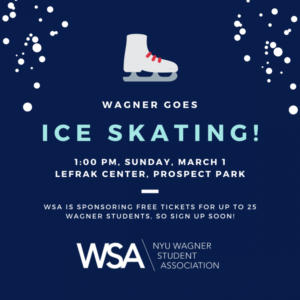 WAGNER GOES
ICE SKATING!
1:00 PM, SUNDAY, MARCH 1
LEFRAK CENTER, PROSPECT PARK
WSA IS SPONSORING FREE TICKETS FOR UP TO 25
WAGNER STUDENTS, SO SIGN UP SOON!
WSA
NYU WAGNER
STUDENT
ASSOCIATION